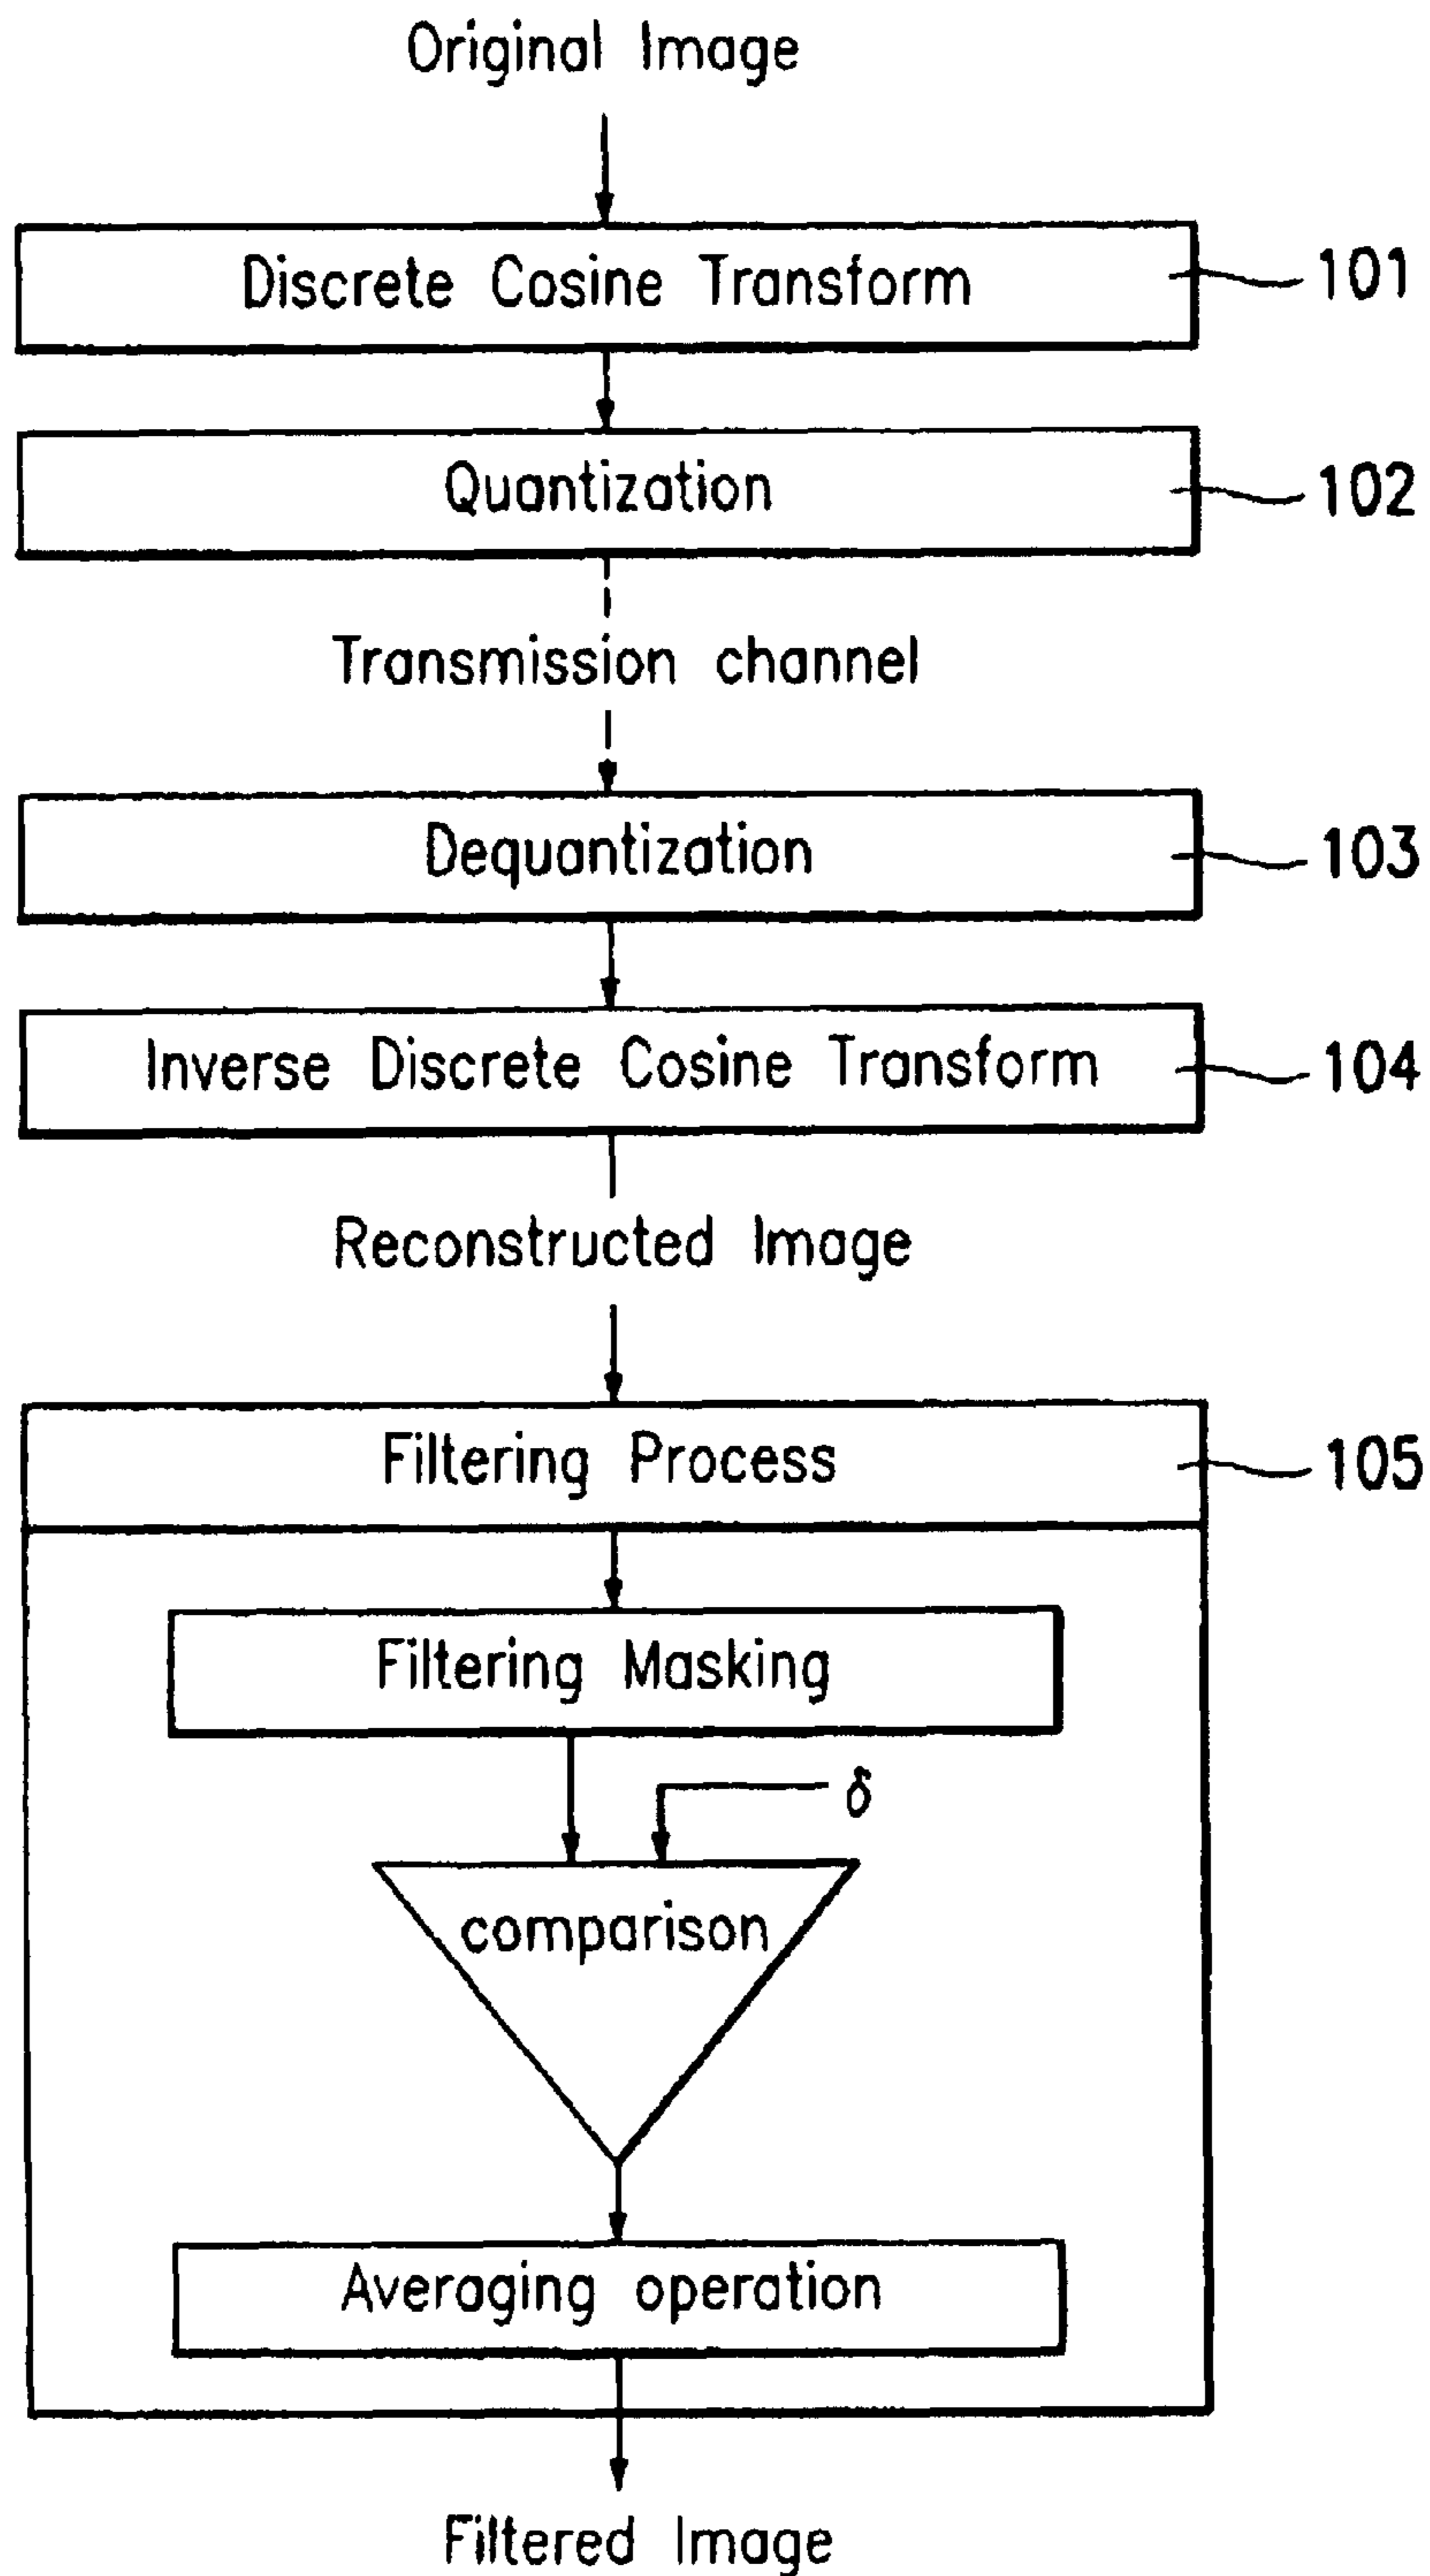 Original Image
Discrete Cosine Transform 101
Quantization 102
Transmission channel
Dequantization 103
Inverse Discrete Cosine Transform 104
Reconstructed Image
Filtering Process 105
Filtering Masking
δ
comparison
Averaging operation
Filtered Image